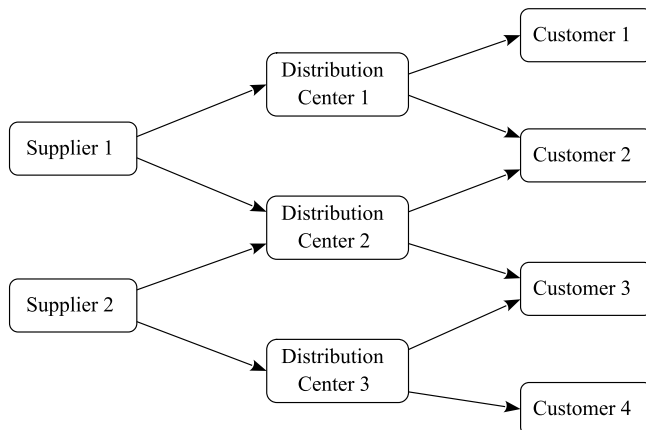 Customer 1
Distribution
Center 1
Supplier 1
Customer 2
Distribution
Center 2
Supplier 2
Customer 3
Distribution
Center 3
Customer 4